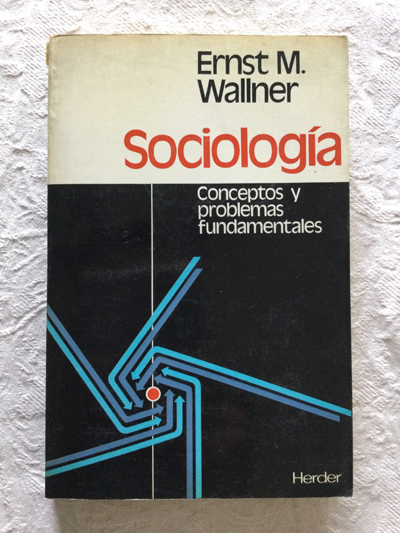 Ernst M.
Wallner
Sociología
Conceptos y
problemas
fundamentales
Herder